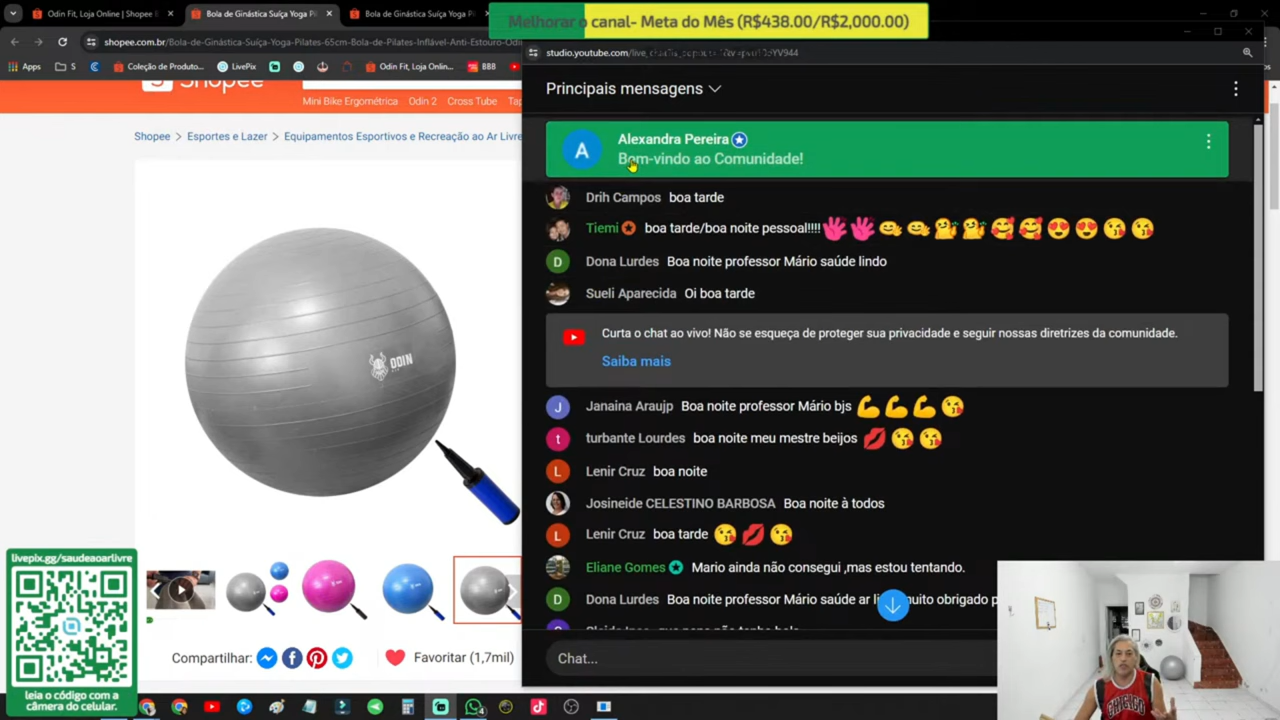 Odin Fit, Loja Online | Shopee B
Bola de Ginástica Suíça Yoga Pi
Bola de Ginástica Suíça Yoga P
Melhorar o canal- Meta do Mês (R$438.00/R$2,000.00)
shopee.com.br/Bola-de-Ginástica-Suíça-Yoga-Pilates-65cm-Bola-de-Pilates-Inflável-Anti-Estouro-Odin
Apps
S
Coleção de Produto...
LivePix
Odin Fit, Loja Onlin...
BBB
Shopee
Mini Bike Ergométrica Odin 2 Cross Tube
Shopee > Esportes e Lazer > Equipamentos Esportivos e Recreação ao Ar Livre
ODIN
livepix.gg/saudeaoarlivre
leia o código com a
câmera do celular.
Compartilhar:
Favoritar (1,7mil)
Principais mensagens
A
Alexandra Pereira
Bem-vindo ao Comunidade!
Drih Campos boa tarde
Tiemi boa tarde/boa noite pessoal!!!!
D Dona Lurdes Boa noite professor Mário saúde lindo
Sueli Aparecida Oi boa tarde
Curta o chat ao vivo! Não se esqueça de proteger sua privacidade e seguir nossas diretrizes da comunidade.
Saiba mais
J Janaina Araujp Boa noite professor Mário bjs
t turbante Lourdes boa noite meu mestre beijos
L Lenir Cruz boa noite
Josineide CELESTINO BARBOSA Boa noite à todos
L Lenir Cruz boa tarde
Eliane Gomes Mario ainda não consegui ,mas estou tentando.
D Dona Lurdes Boa noite professor Mário saúde ar muito obrigado
Chat...
4
CHICAGO